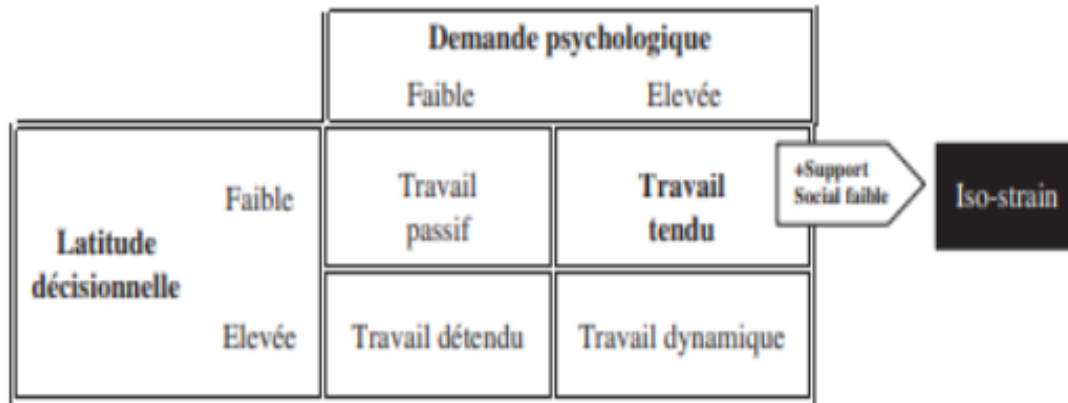 Demande psychologique
Faible Elevée
Faible
Travail
passif
Travail
tendu
+Support
Social faible
Iso-strain
Latitude
décisionnelle
Elevée
Travail détendu
Travail dynamique